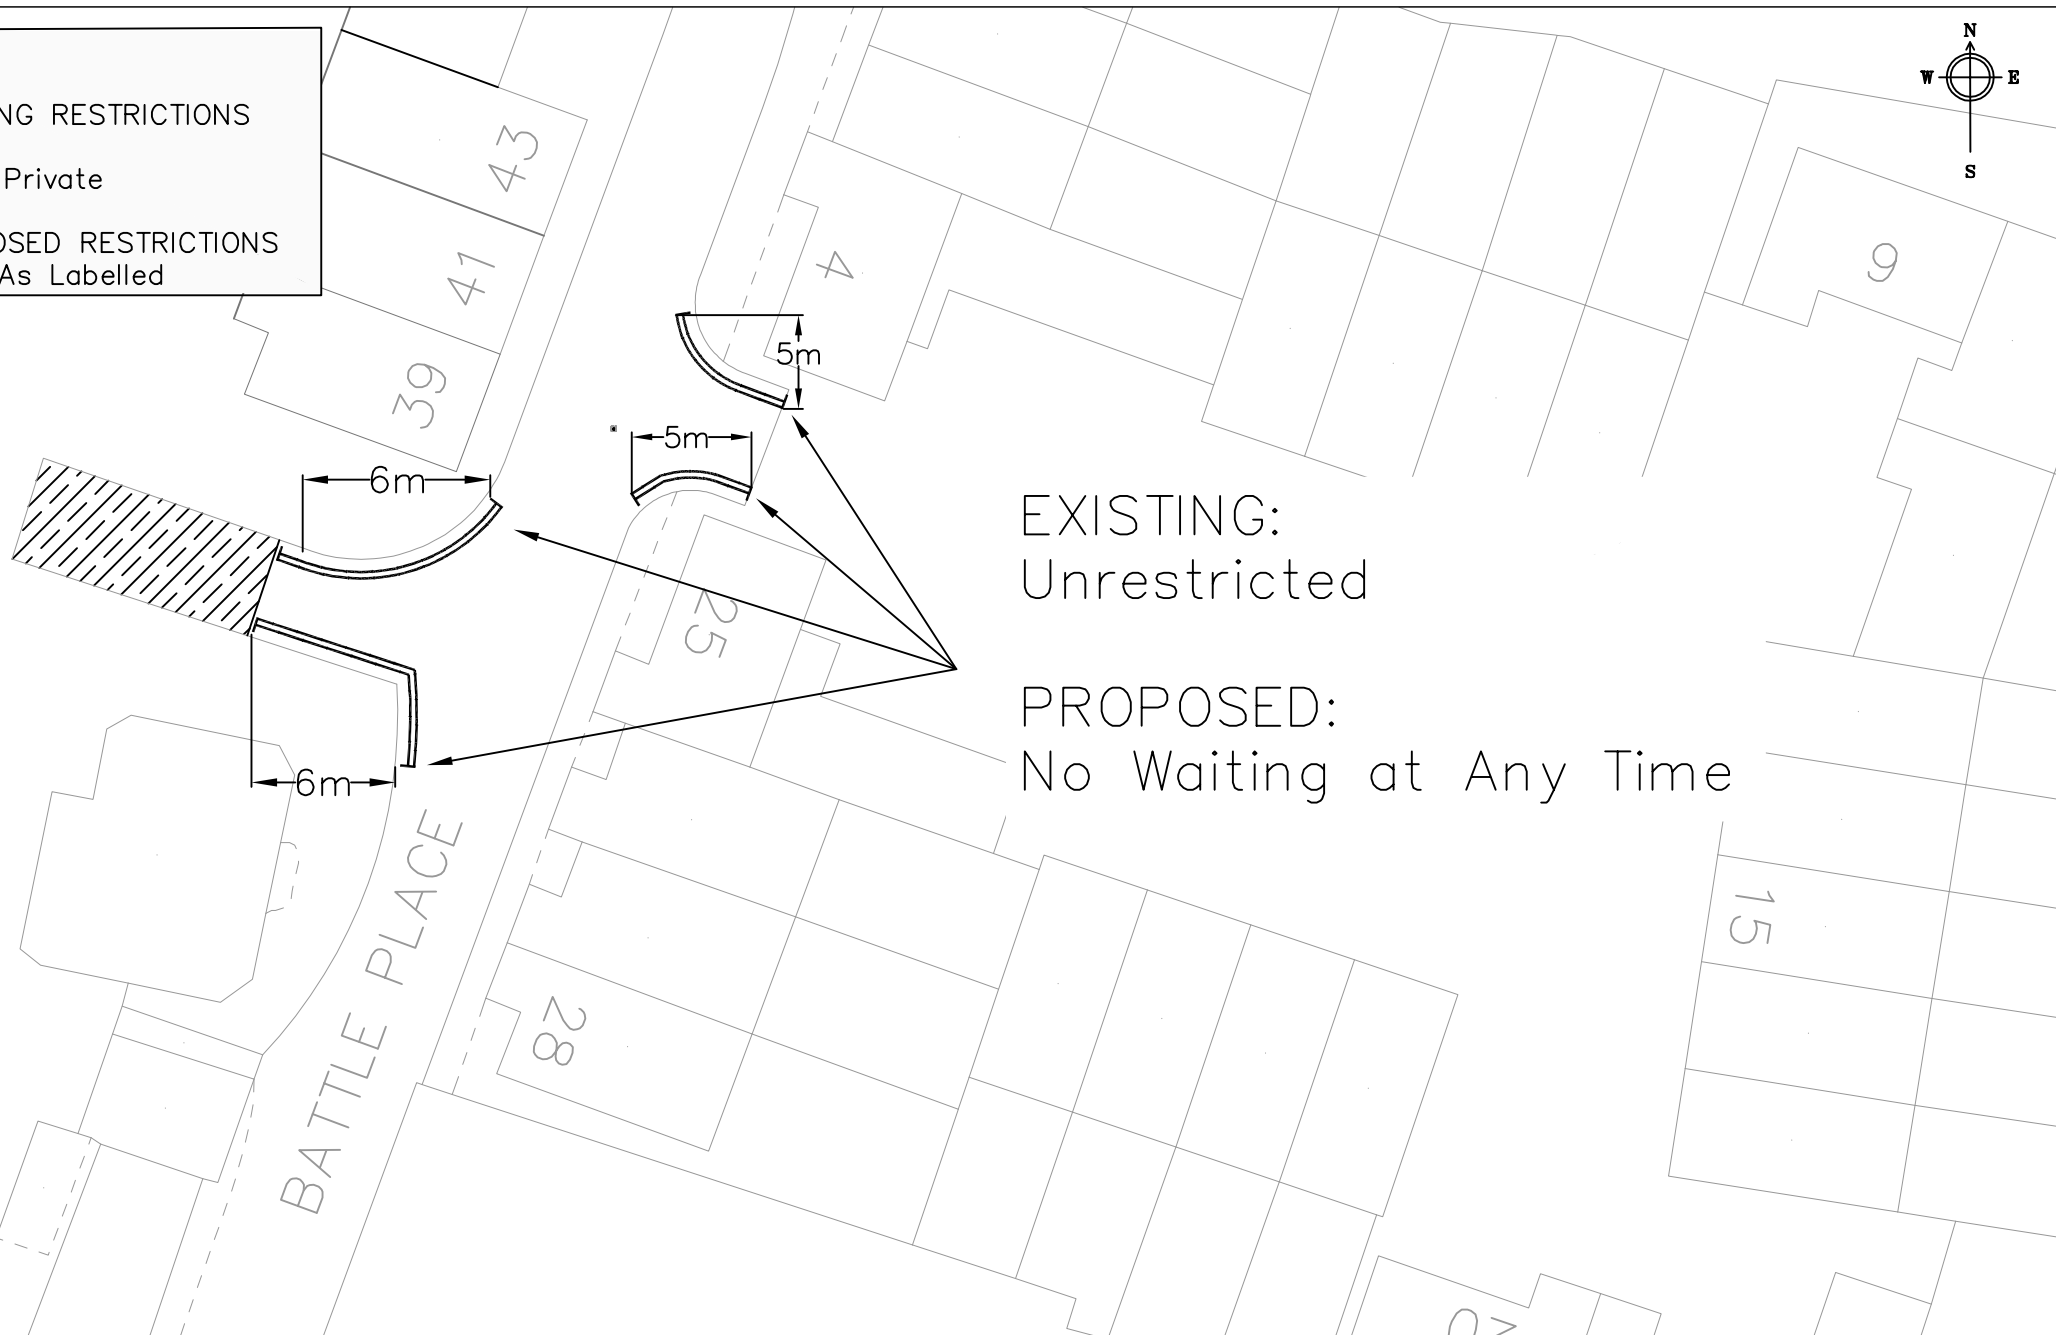 NG RESTRICTIONS
Private
OSED RESTRICTIONS
As Labelled
N
W E
S
43
41
39
4
6
5m
5m
6m
25
EXISTING:
Unrestricted
PROPOSED:
No Waiting at Any Time
6m
BATTLE PLACE
28
15